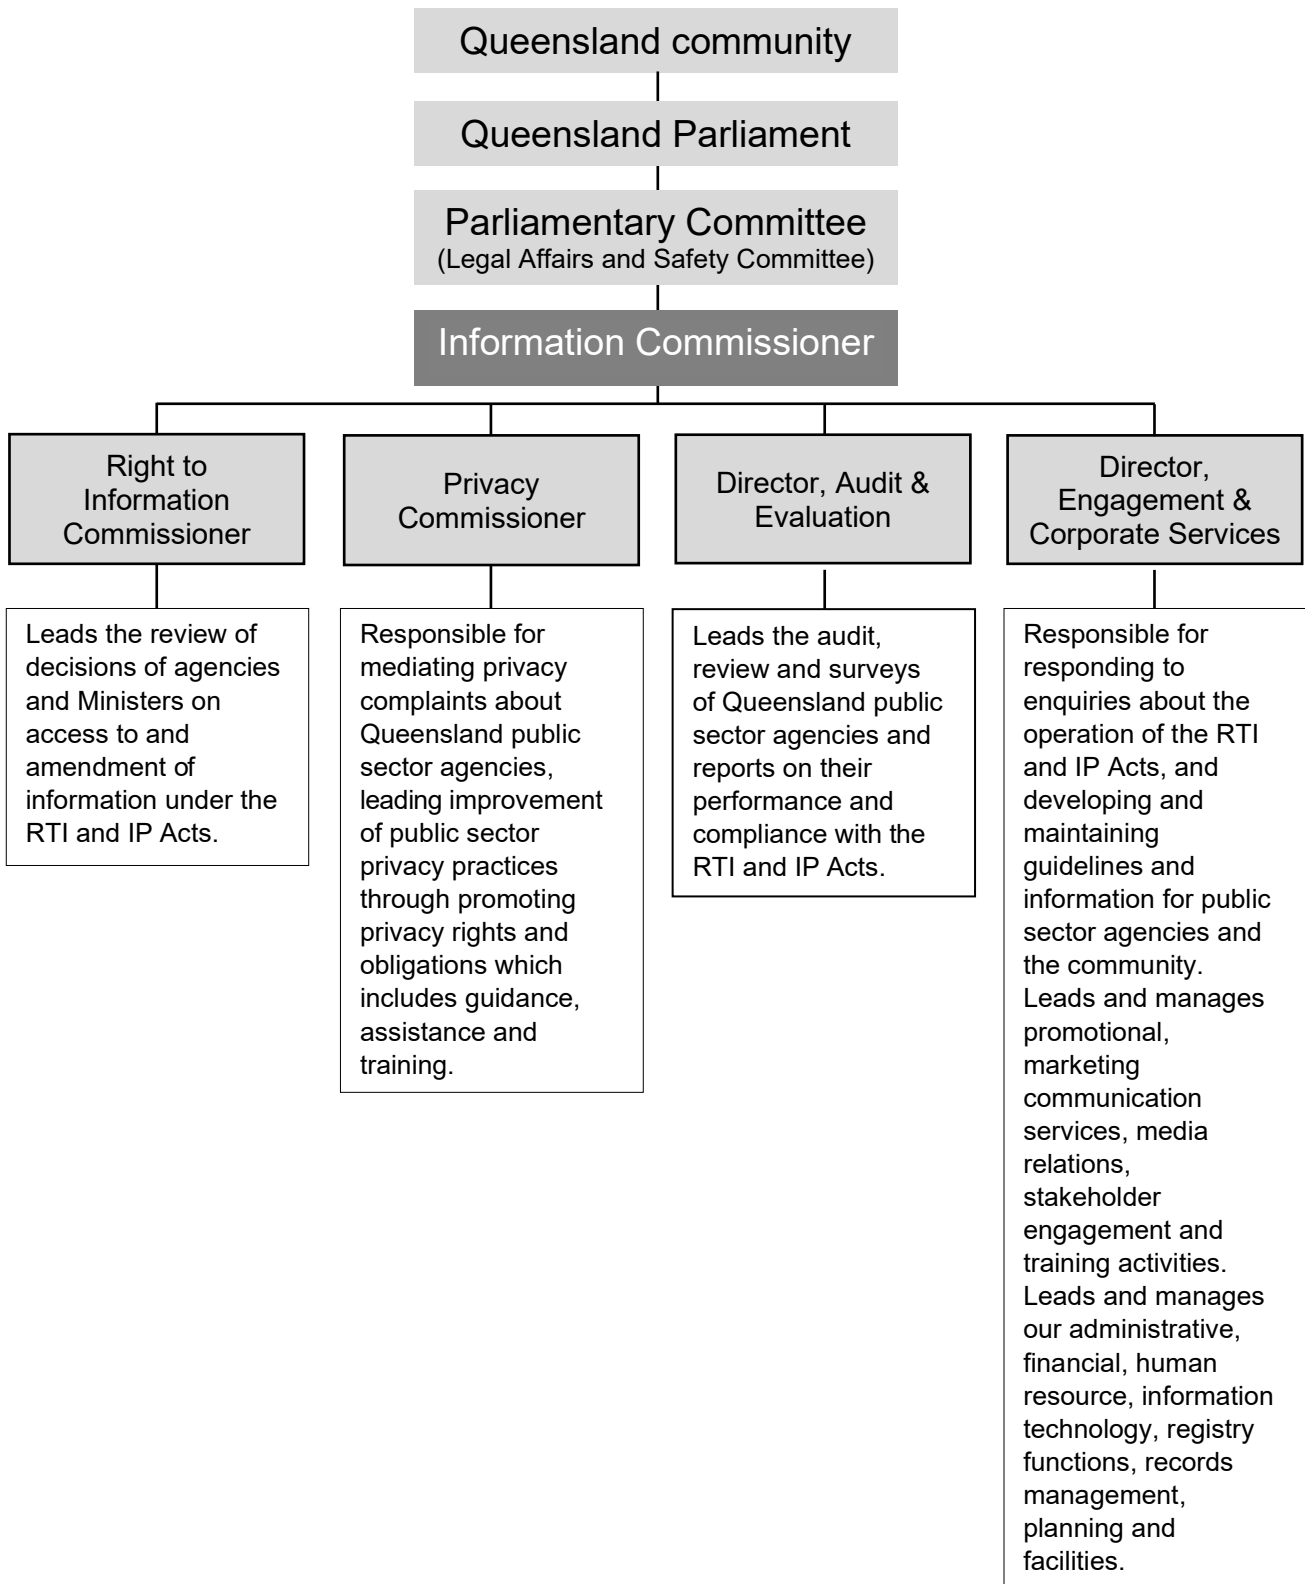 Queensland community
Queensland Parliament
Parliamentary Committee
(Legal Affairs and Safety Committee)
Information Commissioner
Right to
Information
Commissioner
Privacy
Commissioner
Director, Audit &
Evaluation
Director,
Engagement &
Corporate Services
Leads the review of
decisions of agencies
and Ministers on
access to and
amendment of
information under the
RTI and IP Acts.
Responsible for
mediating privacy
complaints about
Queensland public
sector agencies,
leading improvement
of public sector
privacy practices
through promoting
privacy rights and
obligations which
includes guidance,
assistance and
training.
Leads the audit,
review and surveys
of Queensland public
sector agencies and
reports on their
performance and
compliance with the
RTI and IP Acts.
Responsible for
responding to
enquiries about the
operation of the RTI
and IP Acts, and
developing and
maintaining
guidelines and
information for public
sector agencies and
the community.
Leads and manages
promotional,
marketing
communication
services, media
relations,
stakeholder
engagement and
training activities.
Leads and manages
our administrative,
financial, human
resource, information
technology, registry
functions, records
management,
planning and
facilities.